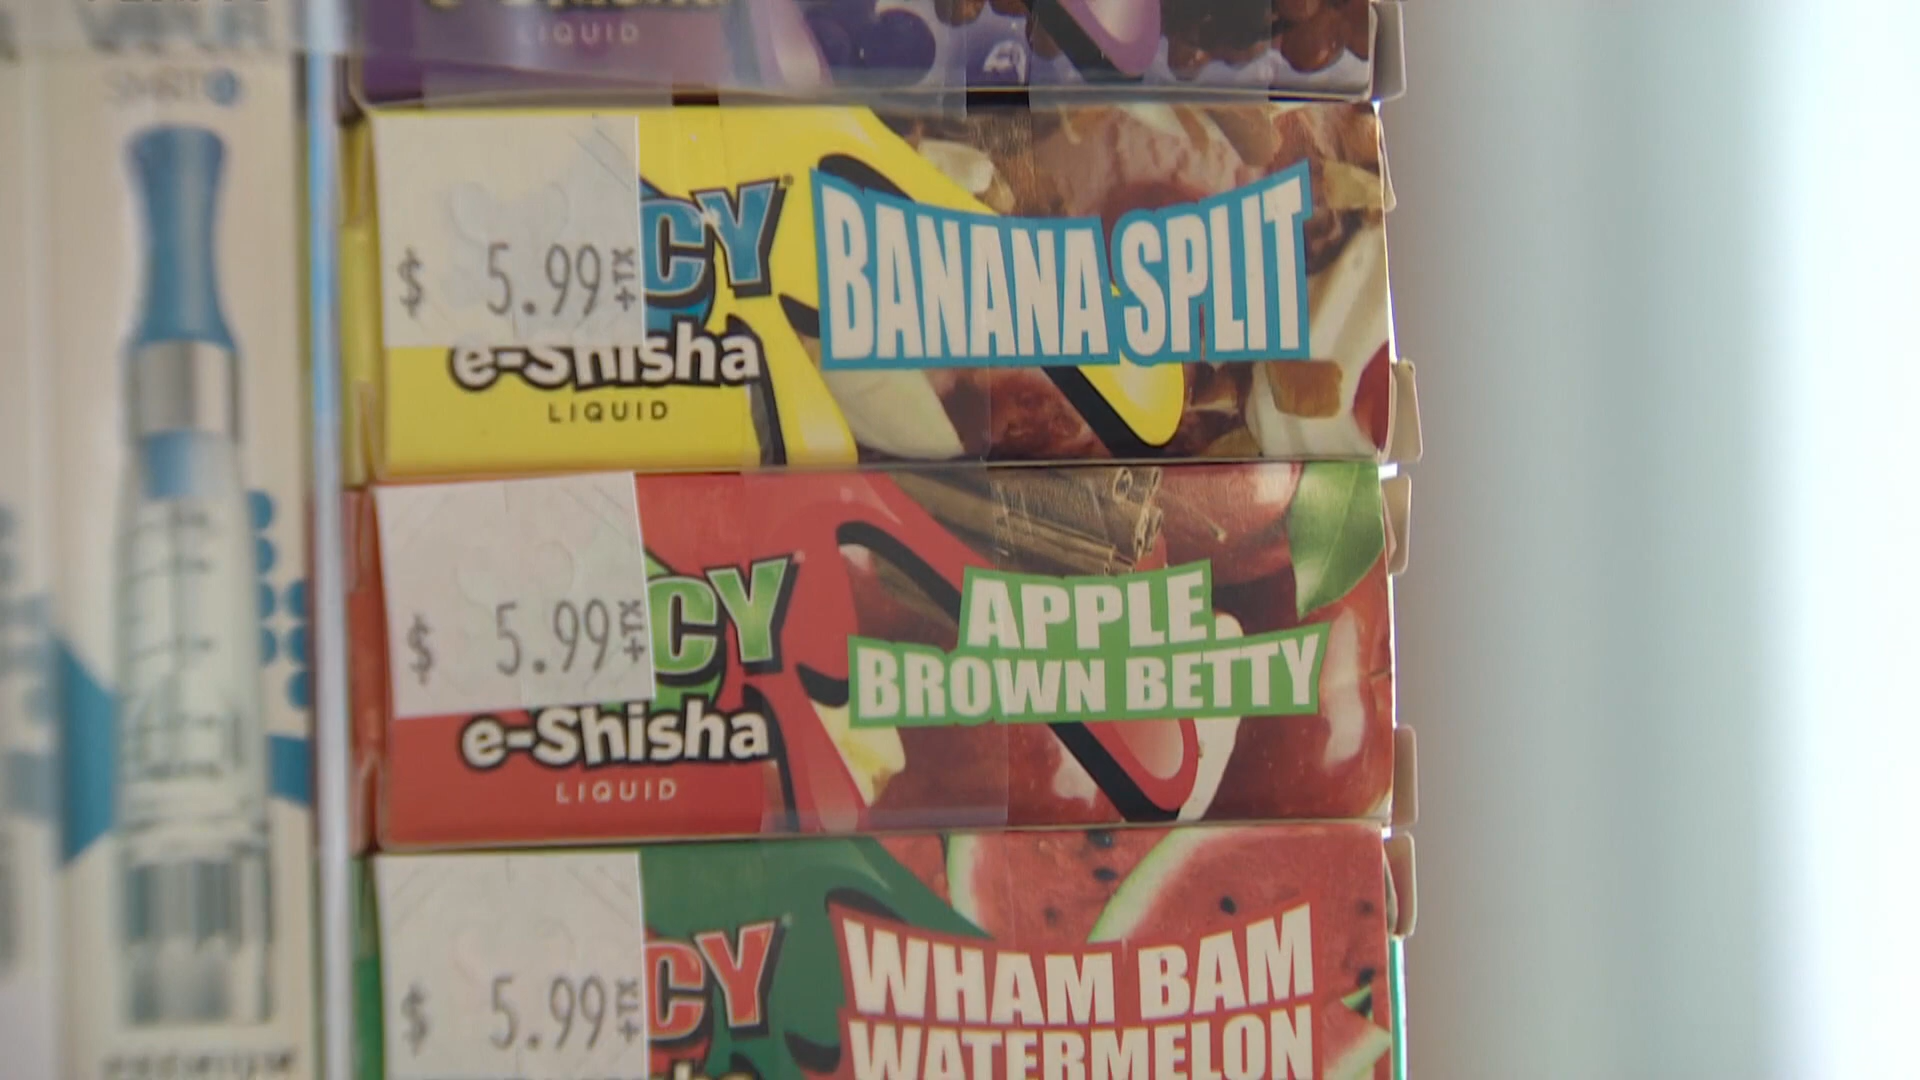 LIQUID
$ 5.99 +TX
CY
BANANA SPLIT
e-Shisha
LIQUID
$ 5.99 +TX
CY
APPLE
BROWN BETTY
e-Shisha
LIQUID
$ 5.99 +TX
CY
WHAM BAM
WATERMELON
PREMIUM